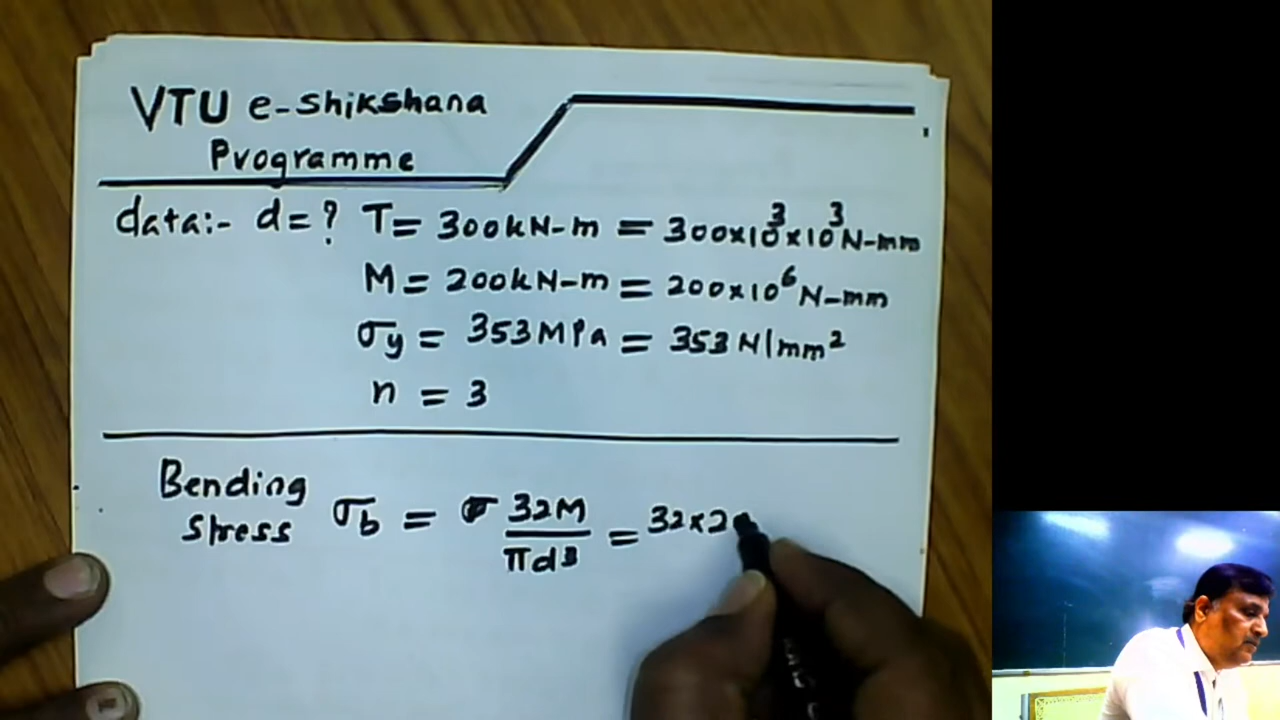 VTU e-Shikshana
Programme
data:- d=? T= 300kN-m = 300×10³×10³N-mm
M = 200kN-m = 200×10⁶ N-mm
σy = 353MPa = 353 N/mm²
n = 3
Bending
Stress σb = σ 32M/πd³ = 32×2